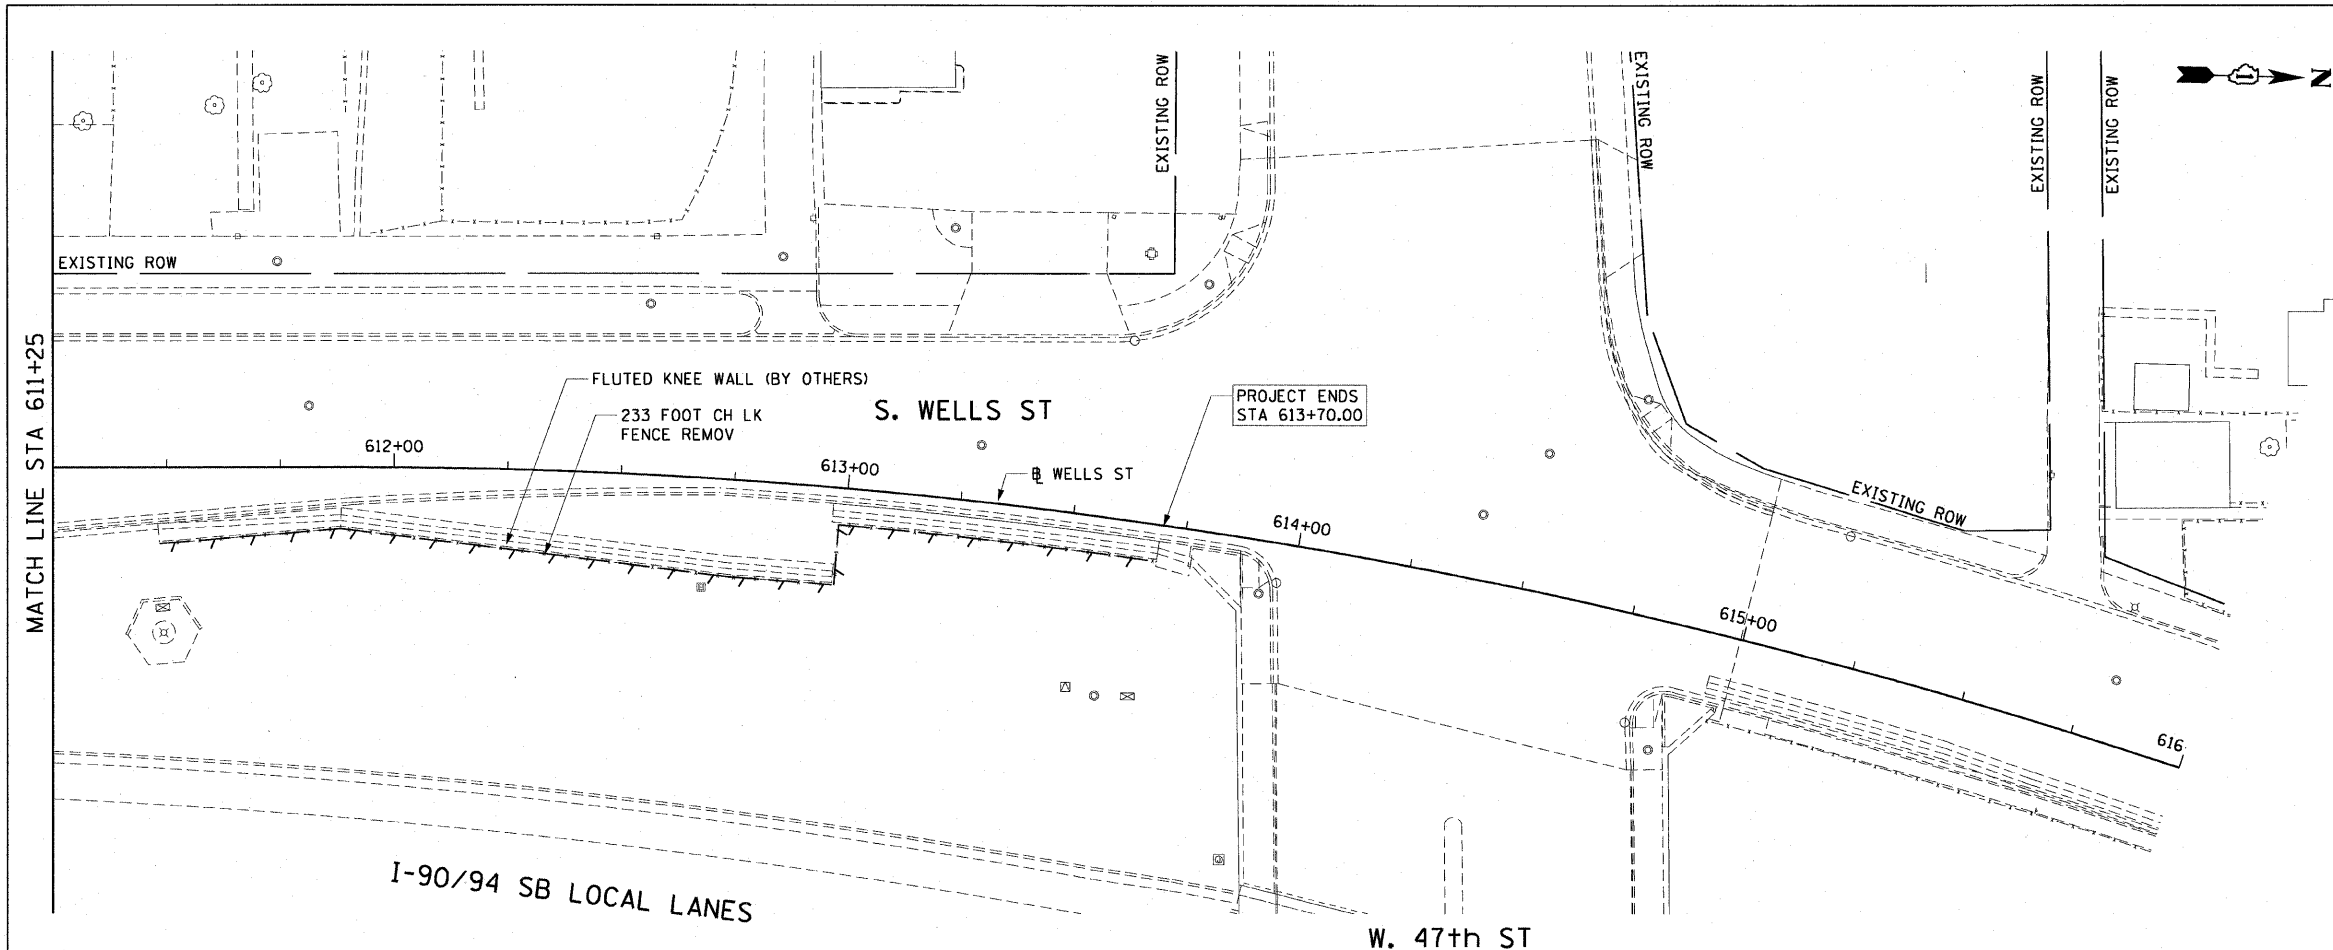 EXISTING ROW
EXISTING ROW
EXISTING ROW
EXISTING ROW
N
EXISTING ROW
MATCH LINE STA 611+25
FLUTED KNEE WALL (BY OTHERS)
233 FOOT CH LK
FENCE REMOV
S. WELLS ST
PROJECT ENDS
STA 613+70.00
612+00
613+00
WELLS ST
614+00
EXISTING ROW
615+00
616
I-90/94 SB LOCAL LANES
W. 47th ST